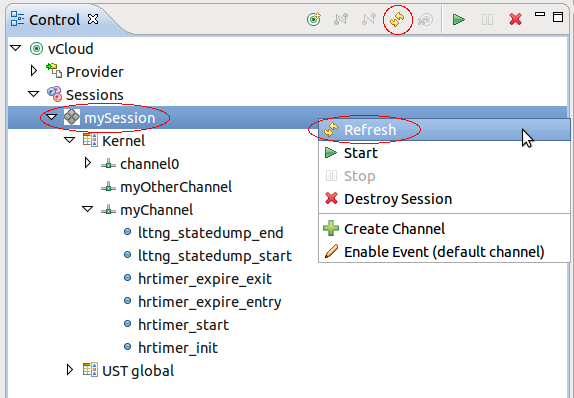 Control
vCloud
Provider
Sessions
mySession
Kernel
channel0
myOtherChannel
myChannel
lttng_statedump_end
lttng_statedump_start
hrtimer_expire_exit
hrtimer_expire_entry
hrtimer_start
hrtimer_init
UST global
Refresh
Start
Stop
Destroy Session
Create Channel
Enable Event (default channel)